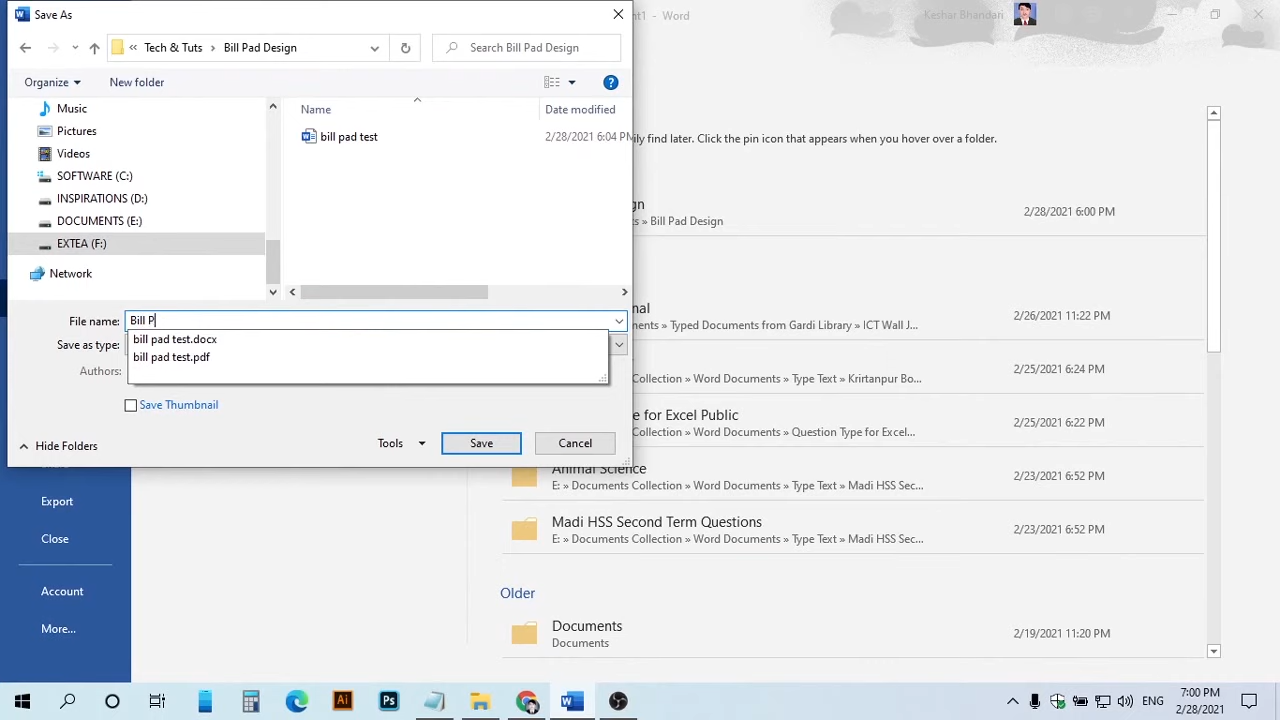 Save As
nt1 - Word
Keshar Bhandari
Tech & Tuts
Bill Pad Design
Search Bill Pad Design
Organize
New folder
Music
Pictures
Videos
SOFTWARE (C:)
INSPIRATIONS (D:)
DOCUMENTS (E:)
EXTEA (F:)
Network
Name
Date modified
bill pad test
2/28/2021 6:04 PM
File name:
Bill P
Save as type:
bill pad test.docx
bill pad test.pdf
Authors:
Save Thumbnail
Hide Folders
Tools
Save
Cancel
ily find later. Click the pin icon that appears when you hover over a folder.
gn
nts » Bill Pad Design
2/28/2021 6:00 PM
nal
ments » Typed Documents from Gardi Library » ICT Wall J...
2/26/2021 11:22 PM
Collection » Word Documents » Type Text » Krirtanpur Bo...
2/25/2021 6:24 PM
e for Excel Public
Collection » Word Documents » Question Type for Excel...
2/25/2021 6:22 PM
Animal Science
E: » Documents Collection » Word Documents » Type Text » Madi HSS Sec...
2/23/2021 6:52 PM
Madi HSS Second Term Questions
E: » Documents Collection » Word Documents » Type Text » Madi HSS Sec...
2/23/2021 6:52 PM
Older
Documents
Documents
2/19/2021 11:20 PM
Export
Close
Account
More...
Ai
Ps
ENG
7:00 PM
2/28/2021